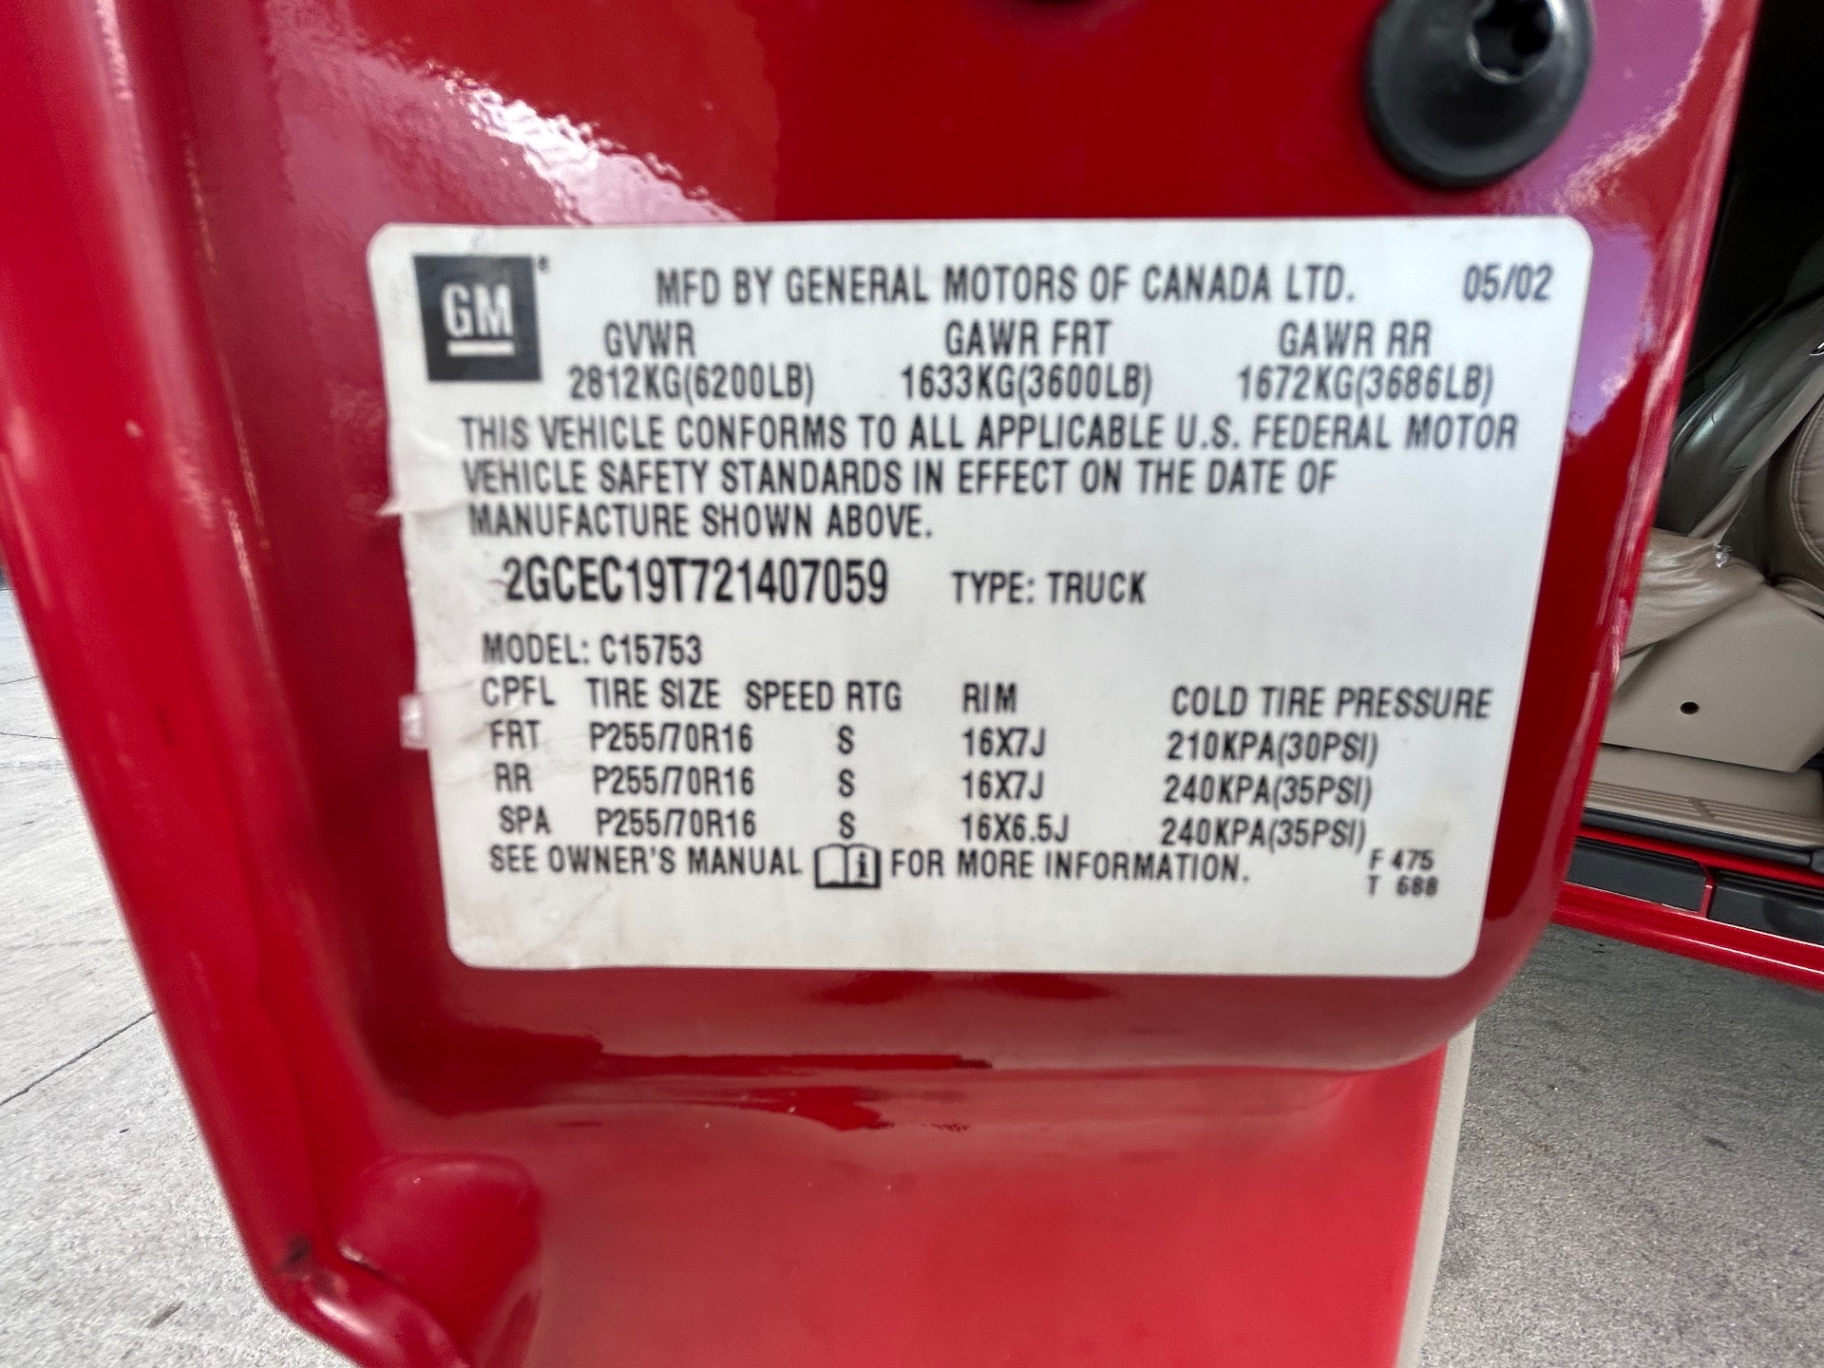 GM®
MFD BY GENERAL MOTORS OF CANADA LTD. 05/02
GVWR GAWR FRT GAWR RR
2812KG(6200LB) 1633KG(3600LB) 1672KG(3686LB)
THIS VEHICLE CONFORMS TO ALL APPLICABLE U.S. FEDERAL MOTOR
VEHICLE SAFETY STANDARDS IN EFFECT ON THE DATE OF
MANUFACTURE SHOWN ABOVE.
2GCEC19T721407059 TYPE: TRUCK
MODEL: C15753
CPFL TIRE SIZE SPEED RTG RIM COLD TIRE PRESSURE
FRT P255/70R16 S 16X7J 210KPA(30PSI)
RR P255/70R16 S 16X7J 240KPA(35PSI)
SPA P255/70R16 S 16X6.5J 240KPA(35PSI)
SEE OWNER'S MANUAL i FOR MORE INFORMATION.
F 475
T 688